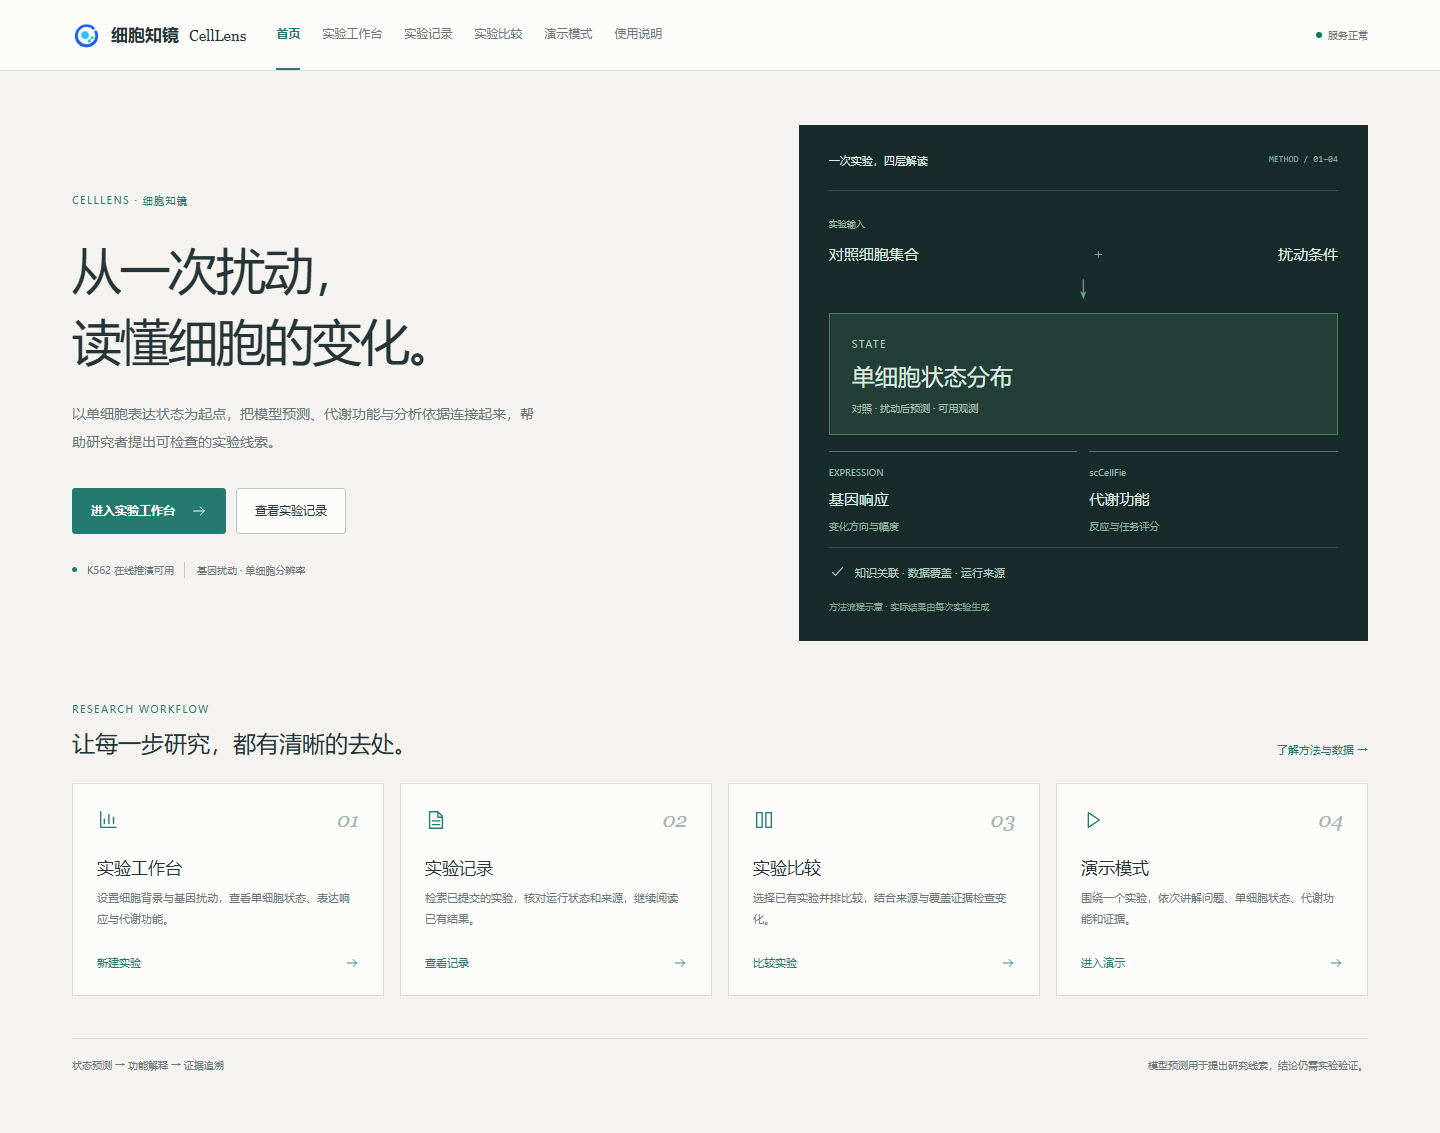 细胞知镜 CellLens 首页 实验工作台 实验记录 实验比较 演示模式 使用说明 服务正常
CELLLENS · 细胞知镜
从一次扰动，
读懂细胞的变化。
以单细胞表达状态为起点，把模型预测、代谢功能与分析依据连接起来，帮
助研究者提出可检查的实验线索。
进入实验工作台 → 查看实验记录
K562 在线推演可用 基因扰动 · 单细胞分辨率
一次实验，四层解读 METHOD / 01—04
实验输入
对照细胞集合 + 扰动条件
↓
STATE
单细胞状态分布
对照 · 扰动后预测 · 可用观测
EXPRESSION
基因响应
变化方向与幅度
scCellFie
代谢功能
反应与任务评分
知识关联 · 数据覆盖 · 运行来源
方法流程示意 · 实际结果由每次实验生成
RESEARCH WORKFLOW
让每一步研究，都有清晰的去处。
了解方法与数据 →
01
实验工作台
设置细胞背景与基因扰动，查看单细胞状态、表达响
应与代谢功能。
新建实验 →
02
实验记录
检索已提交的实验，核对运行状态和来源，继续阅读
已有结果。
查看记录 →
03
实验比较
选择已有实验并排比较，结合来源与覆盖证据检查变
化。
比较实验 →
04
演示模式
围绕一个实验，依次讲解问题、单细胞状态、代谢功
能和证据。
进入演示 →
状态预测 → 功能解释 → 证据追溯
模型预测用于提出研究线索，结论仍需实验验证。